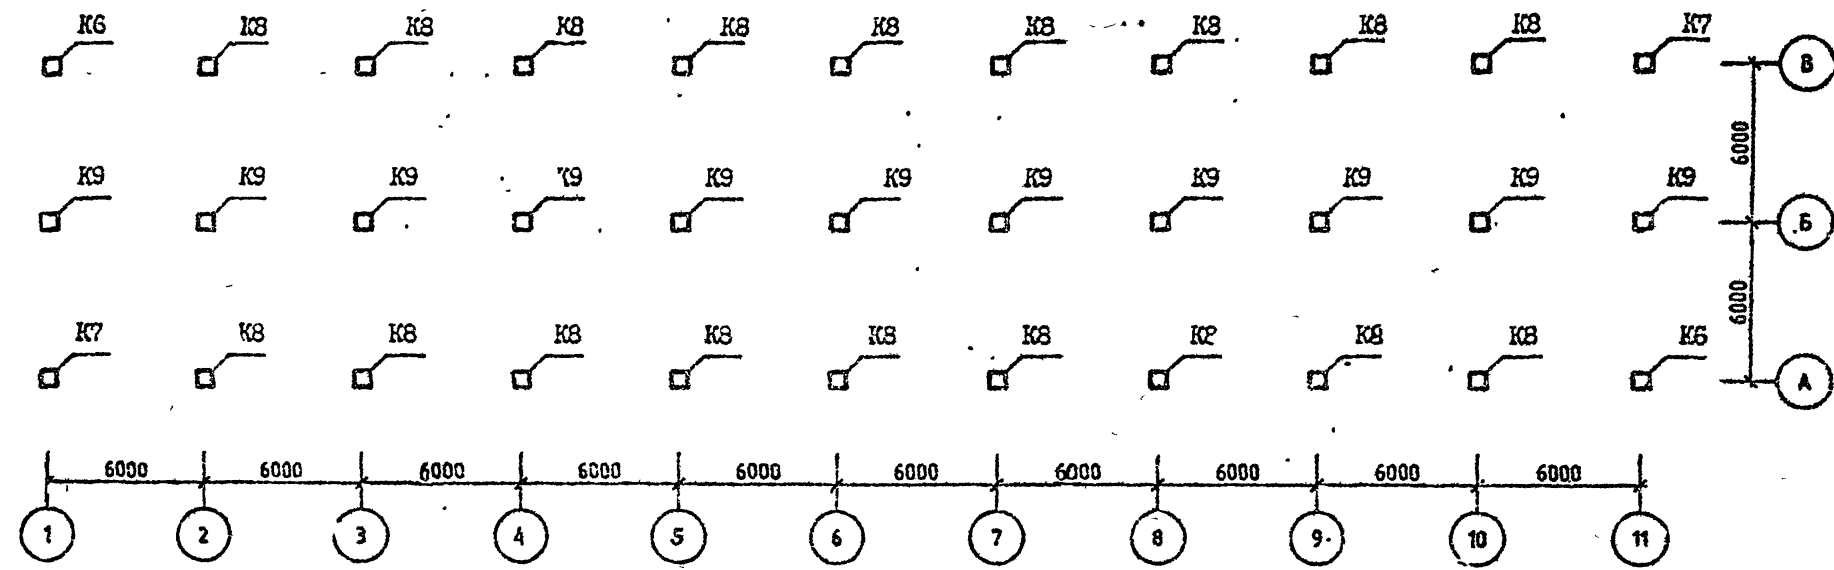 К6 К8 К8 К8 К8 К8 К8 К8 К8 К8 К7
В
6000
К9 К9 К9 К9 К9 К9 К9 К9 К9 К9 К9
Б
6000
К7 К8 К8 К8 К8 К8 К8 К8 К8 К6
А
6000 6000 6000 6000 6000 6000 6000 6000 6000 6000
1 2 3 4 5 6 7 8 9 10 11